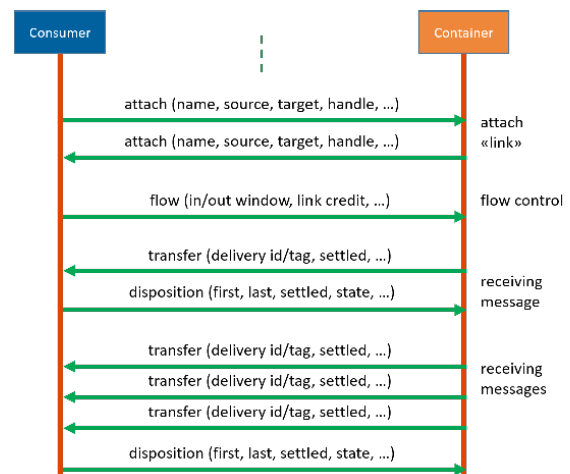 Consumer
Container
attach (name, source, target, handle, ...)
attach (name, source, target, handle, ...)
attach
«link»
flow (in/out window, link credit, ...)
flow control
transfer (delivery id/tag, settled, ...)
disposition (first, last, settled, state, ...)
receiving
message
transfer (delivery id/tag, settled, ...)
transfer (delivery id/tag, settled, ...)
transfer (delivery id/tag, settled, ...)
receiving
messages
disposition (first, last, settled, state, ...)